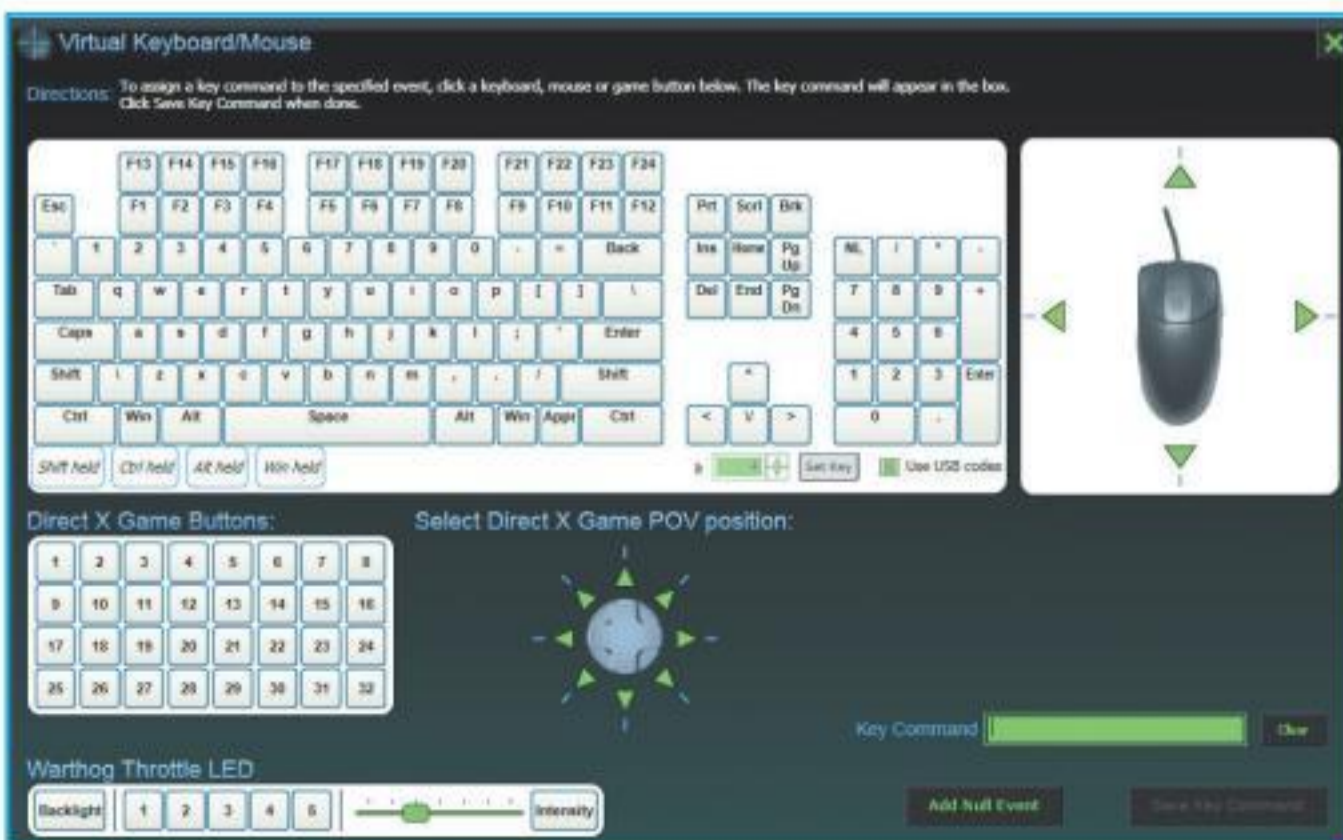 Virtual Keyboard/Mouse
Directions: To assign a key command to the specified event, click a keyboard, mouse or game button below. The key command will appear in the box.
Click Save Key Command when done.
F13 F14 F15 F16 F17 F18 F19 F20 F21 F22 F23 F24
Esc F1 F2 F3 F4 F5 F6 F7 F8 F9 F10 F11 F12 Prt Scrl Brk
` 1 2 3 4 5 6 7 8 9 0 - = Back Ins Home Pg Up NL / * -
Tab q w e r t y u i o p [ ] \ Del End Pg Dn 7 8 9 +
Caps a s d f g h j k l ; ' Enter 4 5 6
Shift \ z x c v b n m , . / Shift ^ 1 2 3 Enter
Ctrl Win Alt Space Alt Win Appr Ctrl < V > 0 .
Shift held Ctrl held Alt held Win held Set Key Use USB codes
Direct X Game Buttons:
1 2 3 4 5 6 7 8
9 10 11 12 13 14 15 16
17 18 19 20 21 22 23 24
25 26 27 28 29 30 31 32
Select Direct X Game POV position:
Key Command Clear
Warthog Throttle LED
Backlight 1 2 3 4 5 Intensity
Add Null Event Save Key Command